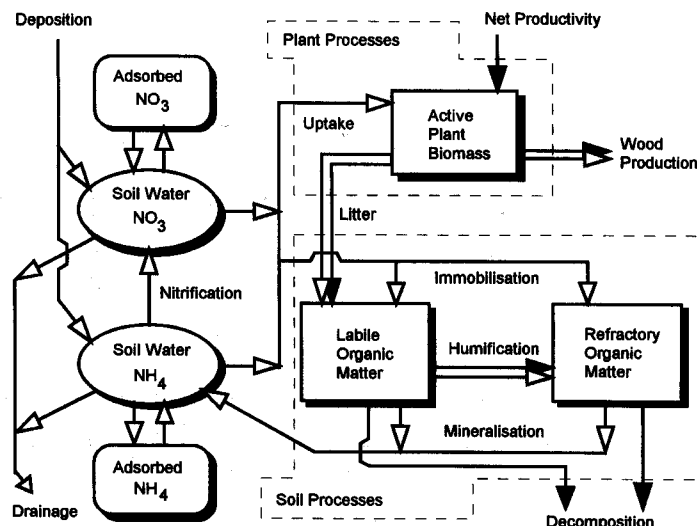 Deposition
Net Productivity
Plant Processes
Adsorbed
NO3
Active
Plant
Biomass
Uptake
Wood
Production
Soil Water
NO3
Litter
Nitrification
Immobilisation
Soil Water
NH4
Labile
Organic
Matter
Humification
Refractory
Organic
Matter
Mineralisation
Adsorbed
NH4
Soil Processes
Drainage
Decomposition